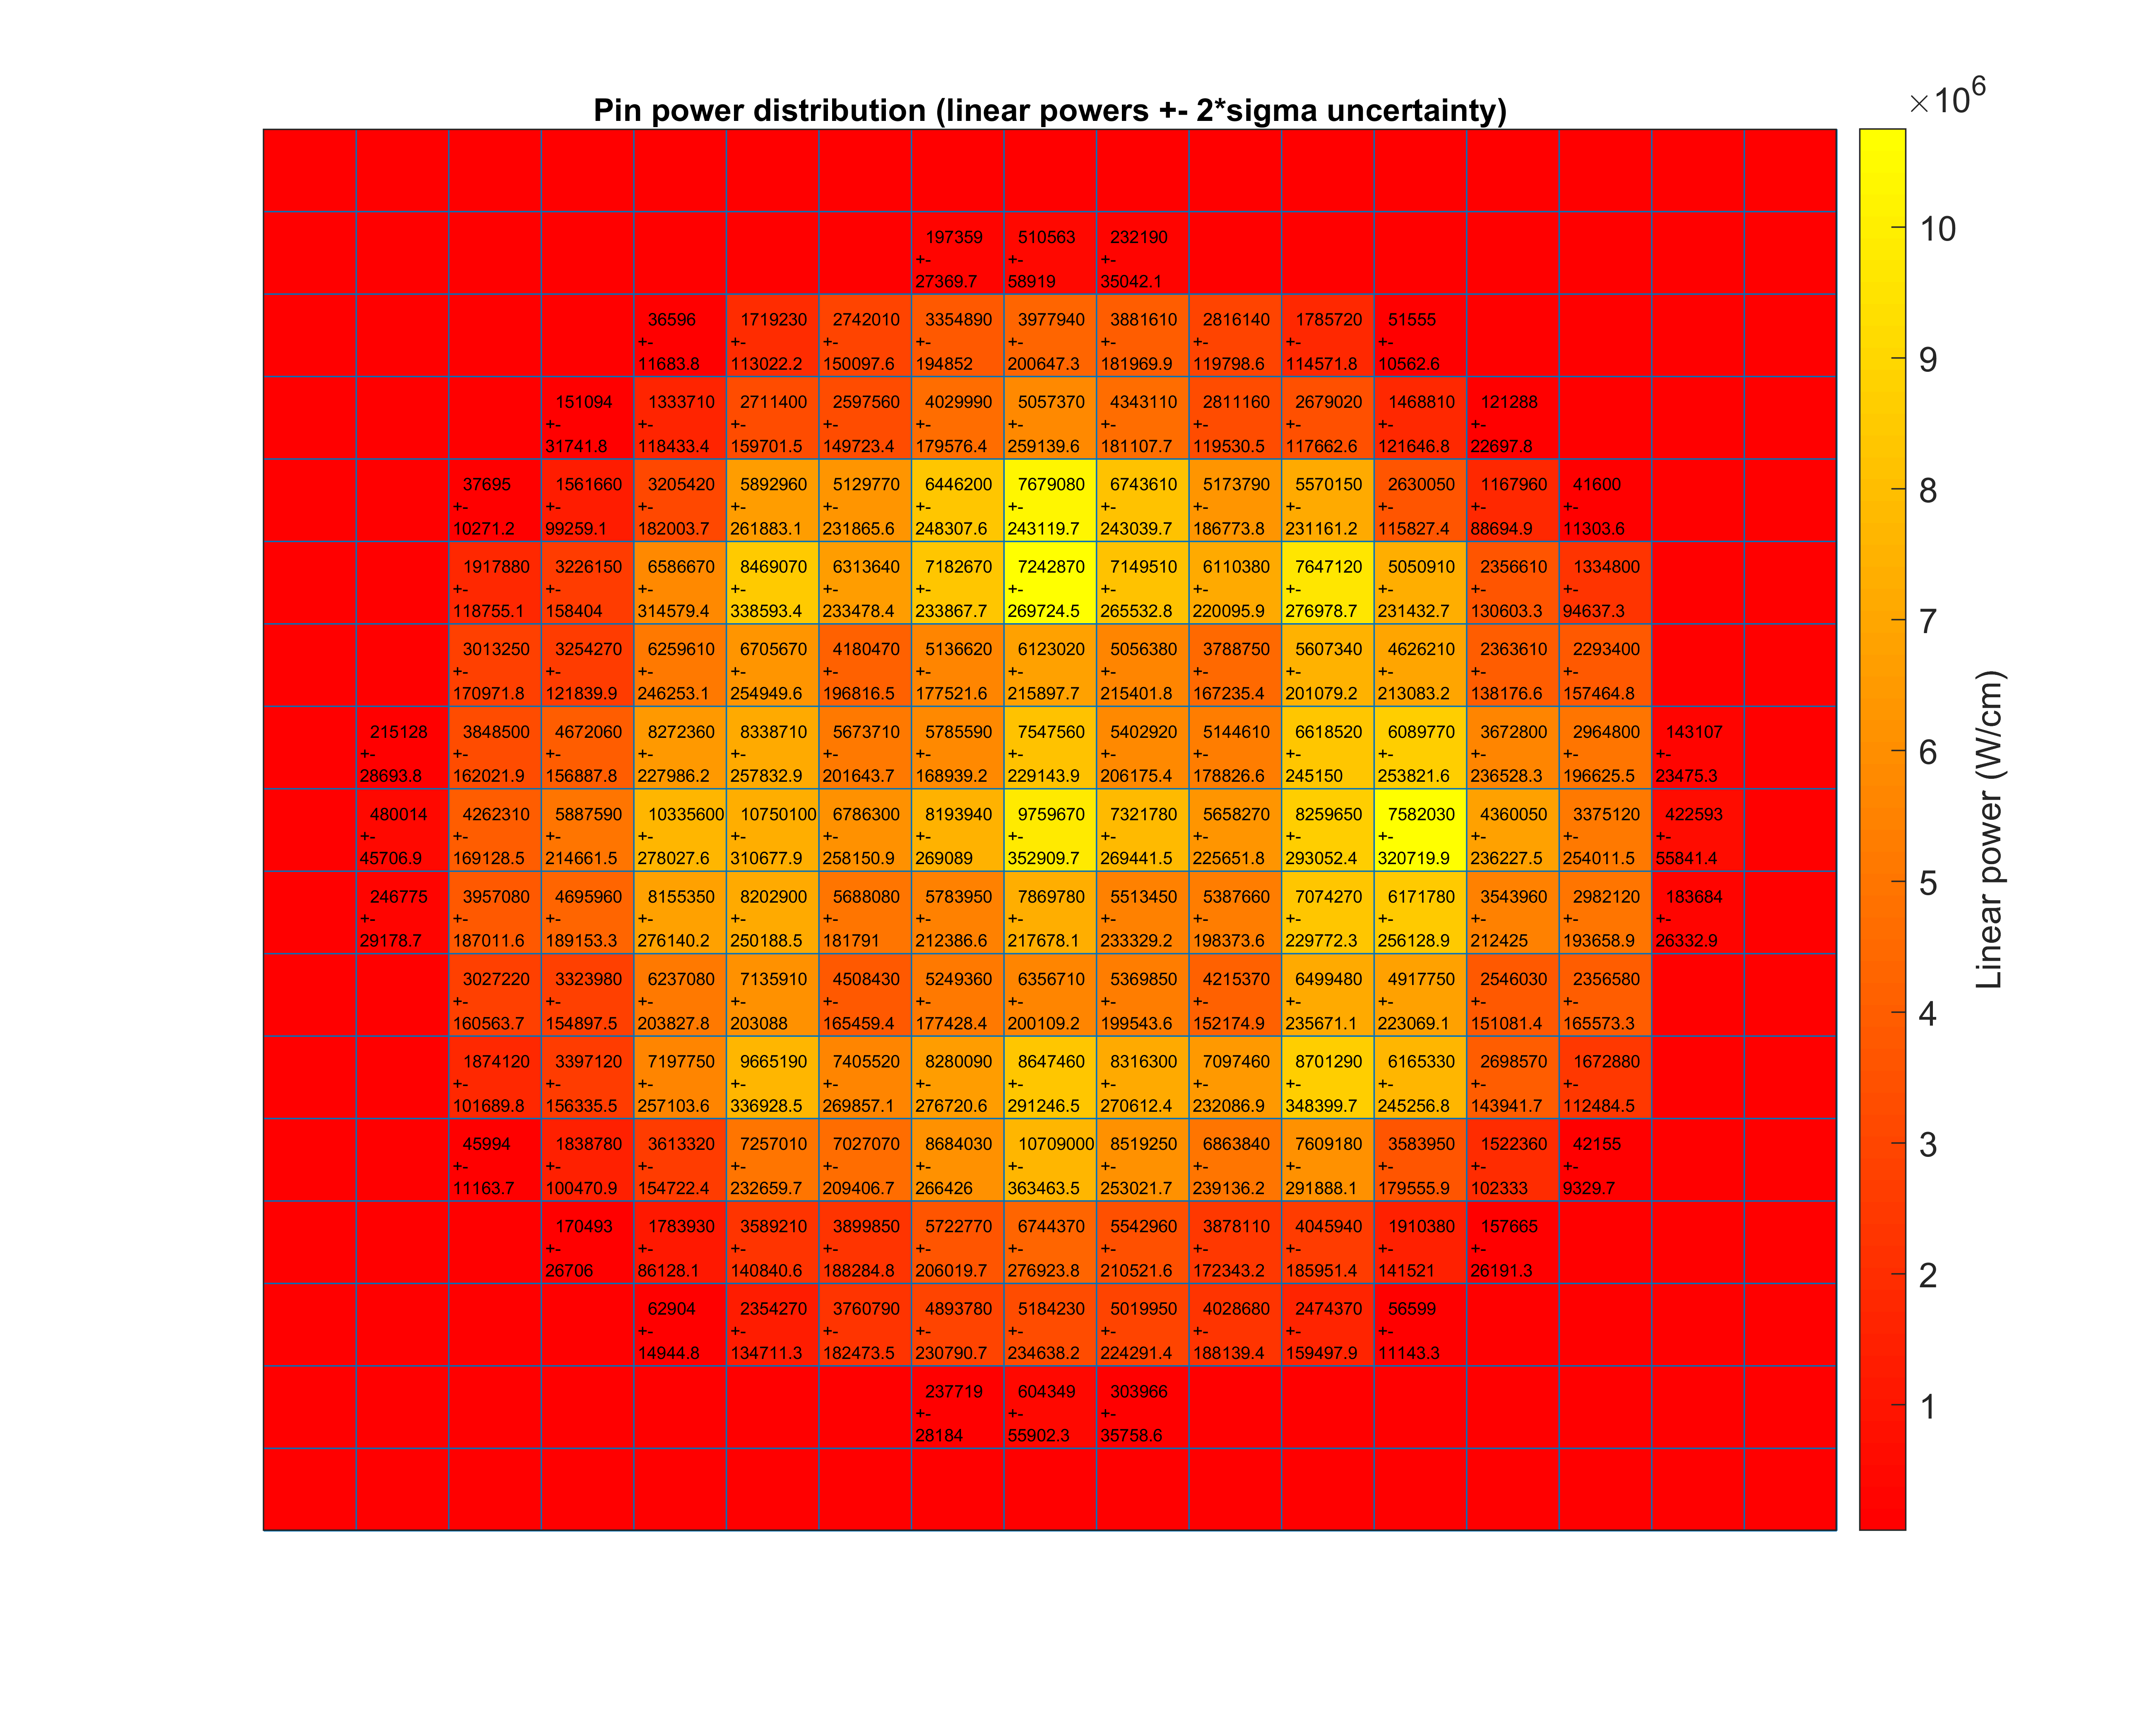 ×10^6
Pin power distribution (linear powers +- 2*sigma uncertainty)
197359 510563 232190
+- +- +-
27369.7 58919 35042.1
36596 1719230 2742010 3354890 3977940 3881610 2816140 1785720 51555
+- +- +- +- +- +- +- +- +-
11683.8 113022.2 150097.6 194852 200647.3 181969.9 119798.6 114571.8 10562.6
151094 1333710 2711400 2597560 4029990 5057370 4343110 2811160 2679020 1468810 121288
+- +- +- +- +- +- +- +- +- +- +-
31741.8 118433.4 159701.5 149723.4 179576.4 259139.6 181107.7 119530.5 117662.6 121646.8 22697.8
37695 1561660 3205420 5892960 5129770 6446200 7679080 6743610 5173790 5570150 2630050 1167960 41600
+- +- +- +- +- +- +- +- +- +- +- +- +-
10271.2 99259.1 182003.7 261883.1 231865.6 248307.6 243119.7 243039.7 186773.8 231161.2 115827.4 88694.9 11303.6
1917880 3226150 6586670 8469070 6313640 7182670 7242870 7149510 6110380 7647120 5050910 2356610 1334800
+- +- +- +- +- +- +- +- +- +- +- +- +-
118755.1 158404 314579.4 338593.4 233478.4 233867.7 269724.5 265532.8 220095.9 276978.7 231432.7 130603.3 94637.3
3013250 3254270 6259610 6705670 4180470 5136620 6123020 5056380 3788750 5607340 4626210 2363610 2293400
+- +- +- +- +- +- +- +- +- +- +- +- +-
170971.8 121839.9 246253.1 254949.6 196816.5 177521.6 215897.7 215401.8 167235.4 201079.2 213083.2 138176.6 157464.8
215128 3848500 4672060 8272360 8338710 5673710 5785590 7547560 5402920 5144610 6618520 6089770 3672800 2964800 143107
+- +- +- +- +- +- +- +- +- +- +- +- +- +- +-
28693.8 162021.9 156887.8 227986.2 257832.9 201643.7 168939.2 229143.9 206175.4 178826.6 245150 253821.6 236528.3 196625.5 23475.3
480014 4262310 5887590 10335600 10750100 6786300 8193940 9759670 7321780 5658270 8259650 7582030 4360050 3375120 422593
+- +- +- +- +- +- +- +- +- +- +- +- +- +- +-
45706.9 169128.5 214661.5 278027.6 310677.9 258150.9 269089 352909.7 269441.5 225651.8 293052.4 320719.9 236227.5 254011.5 55841.4
246775 3957080 4695960 8155350 8202900 5688080 5783950 7869780 5513450 5387660 7074270 6171780 3543960 2982120 183684
+- +- +- +- +- +- +- +- +- +- +- +- +- +- +-
29178.7 187011.6 189153.3 276140.2 250188.5 181791 212386.6 217678.1 233329.2 198373.6 229772.3 256128.9 212425 193658.9 26332.9
3027220 3323980 6237080 7135910 4508430 5249360 6356710 5369850 4215370 6499480 4917750 2546030 2356580
+- +- +- +- +- +- +- +- +- +- +- +- +-
160563.7 154897.5 203827.8 203088 165459.4 177428.4 200109.2 199543.6 152174.9 235671.1 223069.1 151081.4 165573.3
1874120 3397120 7197750 9665190 7405520 8280090 8647460 8316300 7097460 8701290 6165330 2698570 1672880
+- +- +- +- +- +- +- +- +- +- +- +- +-
101689.8 156335.5 257103.6 336928.5 269857.1 276720.6 291246.5 270612.4 232086.9 348399.7 245256.8 143941.7 112484.5
45994 1838780 3613320 7257010 7027070 8684030 10709000 8519250 6863840 7609180 3583950 1522360 42155
+- +- +- +- +- +- +- +- +- +- +- +- +-
11163.7 100470.9 154722.4 232659.7 209406.7 266426 363463.5 253021.7 239136.2 291888.1 179555.9 102333 9329.7
170493 1783930 3589210 3899850 5722770 6744370 5542960 3878110 4045940 1910380 157665
+- +- +- +- +- +- +- +- +- +- +-
26706 86128.1 140840.6 188284.8 206019.7 276923.8 210521.6 172343.2 185951.4 141521 26191.3
62904 2354270 3760790 4893780 5184230 5019950 4028680 2474370 56599
+- +- +- +- +- +- +- +- +-
14944.8 134711.3 182473.5 230790.7 234638.2 224291.4 188139.4 159497.9 11143.3
237719 604349 303966
+- +- +-
28184 55902.3 35758.6
10
9
8
7
6
5
4
3
2
1
Linear power (W/cm)